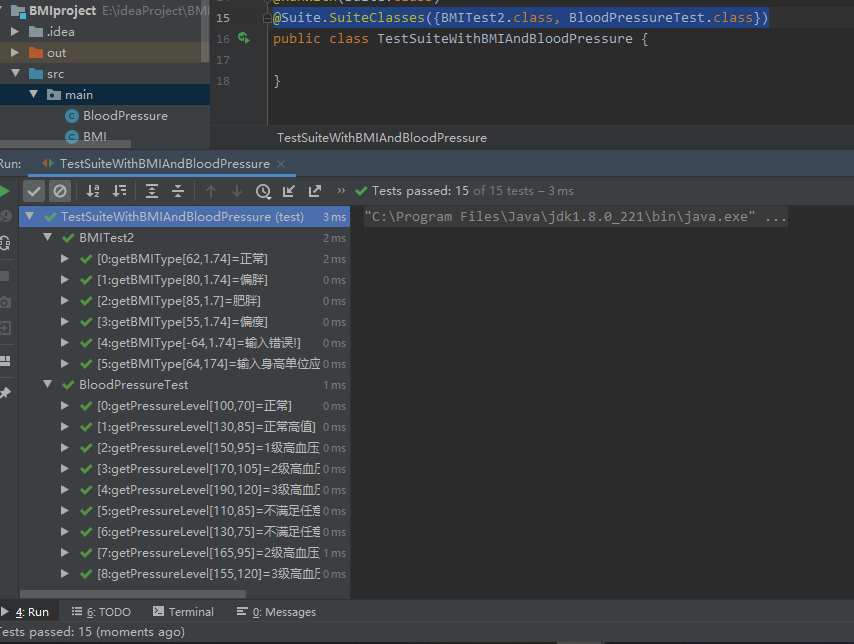 BMIproject E:\ideaProject\BMI
.idea
out
src
main
BloodPressure
BMI
15 @Suite.SuiteClasses({BMITest2.class, BloodPressureTest.class})
16 public class TestSuiteWithBMIAndBloodPressure {
17
18 }
TestSuiteWithBMIAndBloodPressure
Run: TestSuiteWithBMIAndBloodPressure
Tests passed: 15 of 15 tests – 3 ms
TestSuiteWithBMIAndBloodPressure (test) 3 ms
"C:\Program Files\Java\jdk1.8.0_221\bin\java.exe" ...
BMITest2 2 ms
[0:getBMIType[62,1.74]=正常] 2 ms
[1:getBMIType[80,1.74]=偏胖] 0 ms
[2:getBMIType[85,1.7]=肥胖] 0 ms
[3:getBMIType[55,1.74]=偏瘦] 0 ms
[4:getBMIType[-64,1.74]=输入错误!] 0 ms
[5:getBMIType[64,174]=输入身高单位应 0 ms
BloodPressureTest 1 ms
[0:getPressureLevel[100,70]=正常] 0 ms
[1:getPressureLevel[130,85]=正常高值] 0 ms
[2:getPressureLevel[150,95]=1级高血压 0 ms
[3:getPressureLevel[170,105]=2级高血压 0 ms
[4:getPressureLevel[190,120]=3级高血压 0 ms
[5:getPressureLevel[110,85]=不满足任意 0 ms
[6:getPressureLevel[130,75]=不满足任意 0 ms
[7:getPressureLevel[165,95]=2级高血压 1 ms
[8:getPressureLevel[155,120]=3级高血压 0 ms
4: Run 6: TODO Terminal 0: Messages
Tests passed: 15 (moments ago)